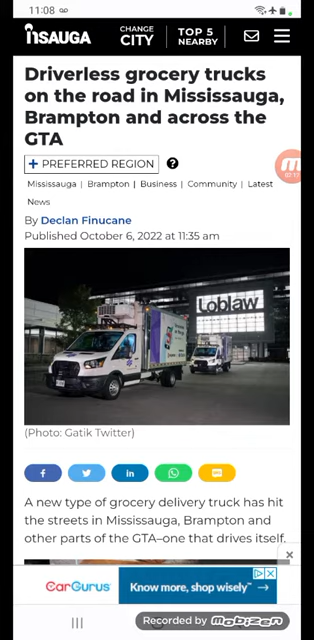 11:08
iNSAUGA
CHANGE CITY
TOP 5 NEARBY
Driverless grocery trucks
on the road in Mississauga,
Brampton and across the
GTA
+ PREFERRED REGION ?
Mississauga | Brampton | Business | Community | Latest
News
By Declan Finucane
Published October 6, 2022 at 11:35 am
Loblaw
(Photo: Gatik Twitter)
A new type of grocery delivery truck has hit
the streets in Mississauga, Brampton and
other parts of the GTA–one that drives itself.
CarGurus
Know more, shop wisely™ →
Recorded by Mobizen